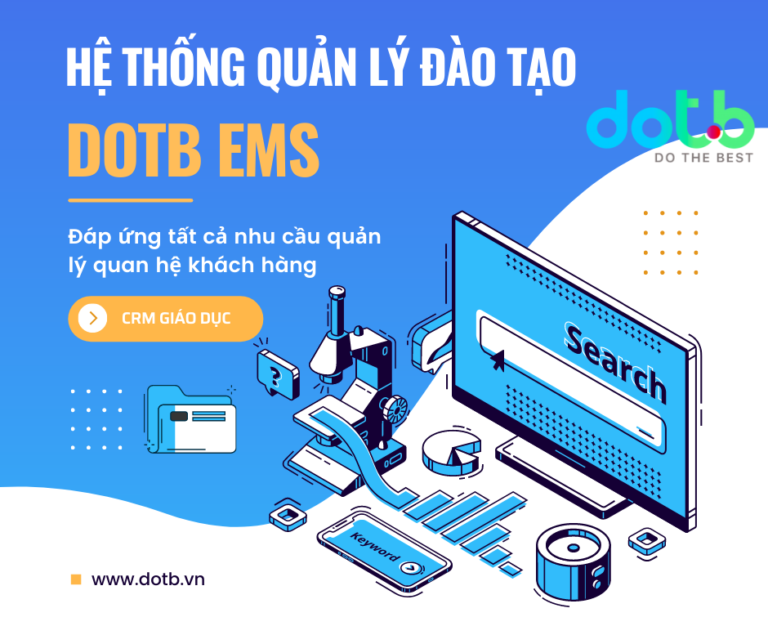 HỆ THỐNG QUẢN LÝ ĐÀO TẠO
DOTB EMS
dotb
DO THE BEST
Đáp ứng tất cả nhu cầu quản
lý quan hệ khách hàng
CRM GIÁO DỤC
Search
?
Keyword
www.dotb.vn